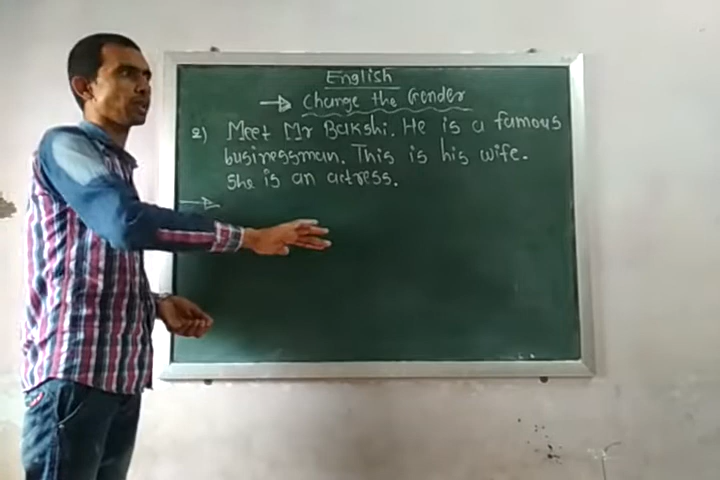 English
→ Change the Gender
2) Meet Mr Bakshi. He is a famous
businessman. This is his wife.
She is an actress.
→